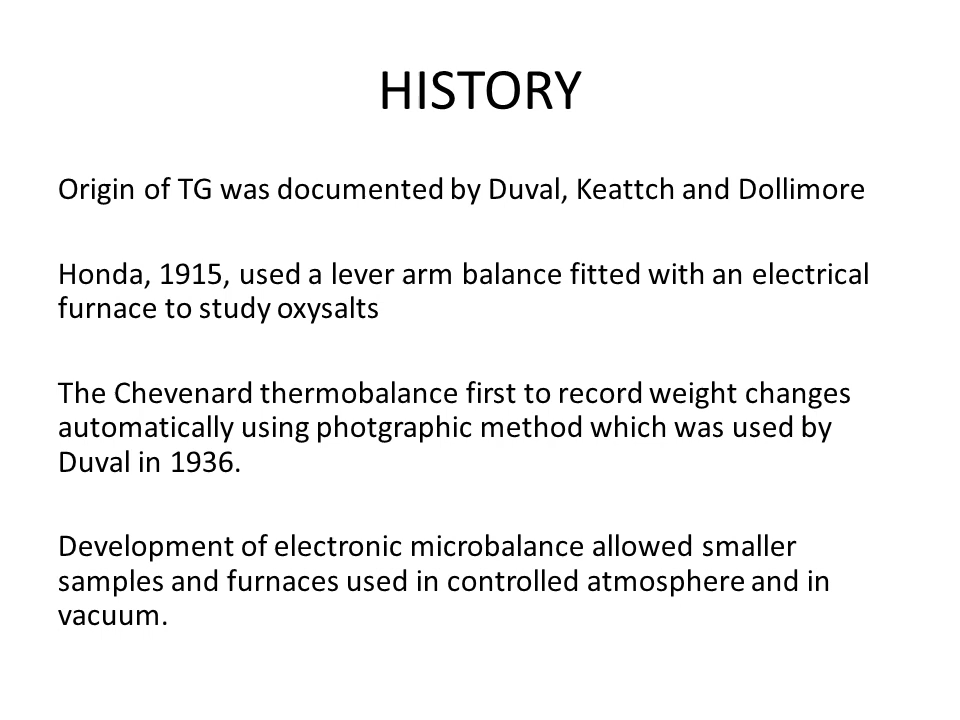 HISTORY
Origin of TG was documented by Duval, Keattch and Dollimore
Honda, 1915, used a lever arm balance fitted with an electrical
furnace to study oxysalts
The Chevenard thermobalance first to record weight changes
automatically using photgraphic method which was used by
Duval in 1936.
Development of electronic microbalance allowed smaller
samples and furnaces used in controlled atmosphere and in
vacuum.